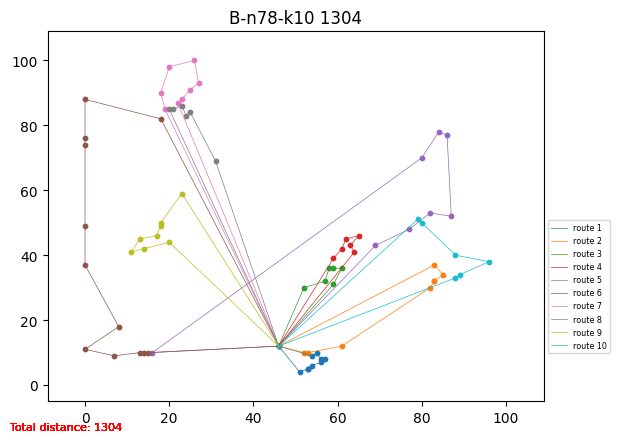 B-n78-k10 1304
100
80
60
40
20
0
0 20 40 60 80 100
route 1
route 2
route 3
route 4
route 5
route 6
route 7
route 8
route 9
route 10
Total distance: 1304